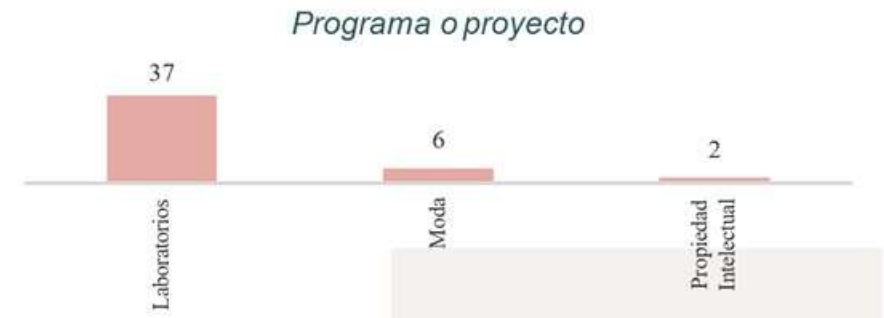 Programa o proyecto
37
6
2
Laboratorios
Moda
Propiedad
Intelectual